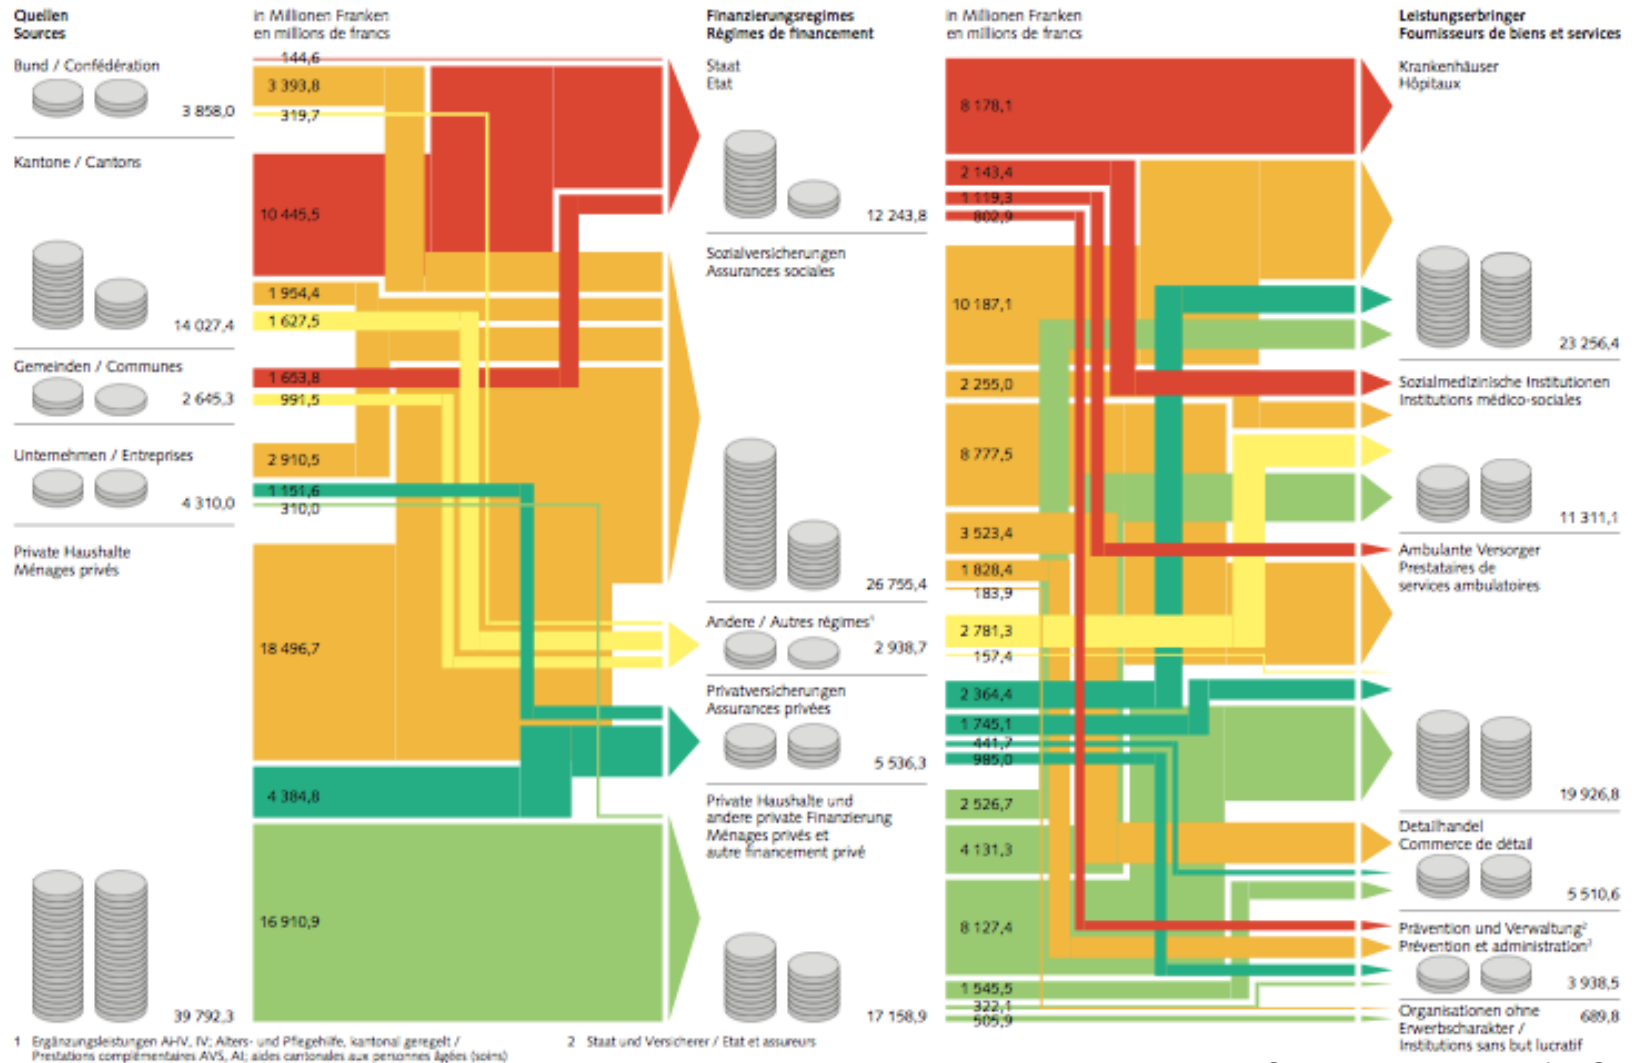 Quellen
Sources
in Millionen Franken
en millions de francs
Bund / Confédération
3 858,0
Kantone / Cantons
14 027,4
Gemeinden / Communes
2 645,3
Unternehmen / Entreprises
4 310,0
Private Haushalte
Ménages privés
39 792,3
144,6
3 393,8
319,7
10 445,5
1 954,4
1 627,5
1 653,8
991,5
2 910,5
1 151,6
310,0
18 496,7
4 384,8
16 910,9
Finanzierungsregimes
Régimes de financement
Staat
Etat
12 243,8
Sozialversicherungen
Assurances sociales
26 755,4
Andere / Autres régimes¹
2 938,7
Privatversicherungen
Assurances privées
5 536,3
Private Haushalte und
andere private Finanzierung
Ménages privés et
autre financement privé
17 158,9
in Millionen Franken
en millions de francs
8 178,1
2 143,4
1 119,3
802,9
10 187,1
2 255,0
8 777,5
3 523,4
1 828,4
183,9
2 781,3
157,4
2 364,4
1 745,1
441,7
985,0
2 526,7
4 131,3
8 127,4
1 545,5
322,1
505,9
Leistungserbringer
Fournisseurs de biens et services
Krankenhäuser
Hôpitaux
23 256,4
Sozialmedizinische Institutionen
Institutions médico-sociales
11 311,1
Ambulante Versorger
Prestataires de
services ambulatoires
19 926,8
Detailhandel
Commerce de détail
5 510,6
Prävention und Verwaltung²
Prévention et administration²
3 938,5
Organisationen ohne
Erwerbscharakter /
Institutions sans but lucratif
689,8
1 Ergänzungsleistungen AHV, IV; Alters- und Pflegehilfe, kantonal geregelt /
Prestations complémentaires AVS, AI; aides cantonales aux personnes âgées (soins)
2 Staat und Versicherer / Etat et assureurs